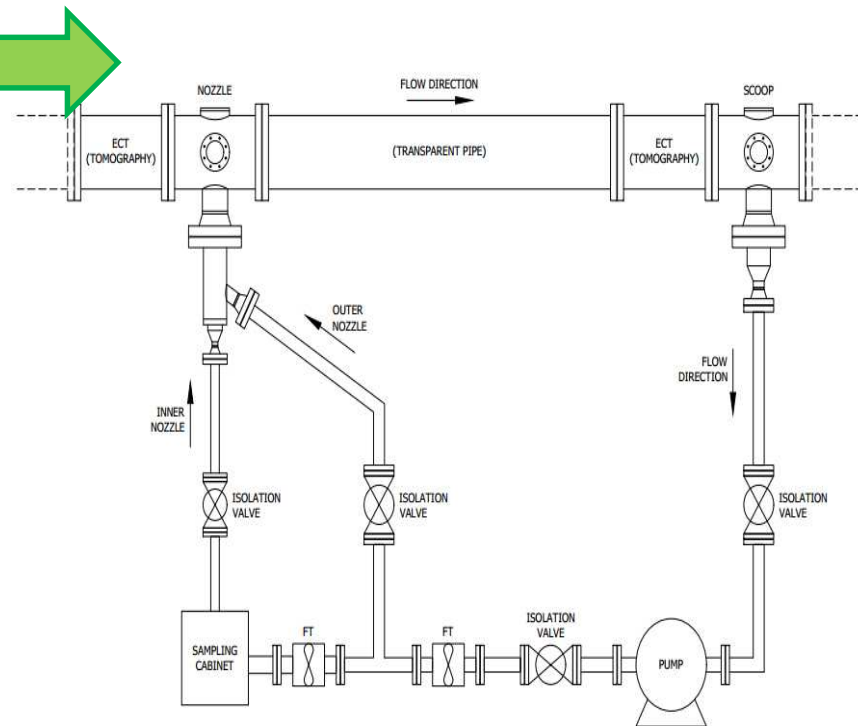 NOZZLE
FLOW DIRECTION
SCOOP
ECT
(TOMOGRAPHY)
(TRANSPARENT PIPE)
ECT
(TOMOGRAPHY)
OUTER
NOZZLE
FLOW
DIRECTION
INNER
NOZZLE
ISOLATION
VALVE
ISOLATION
VALVE
ISOLATION
VALVE
SAMPLING
CABINET
FT
FT
ISOLATION
VALVE
PUMP